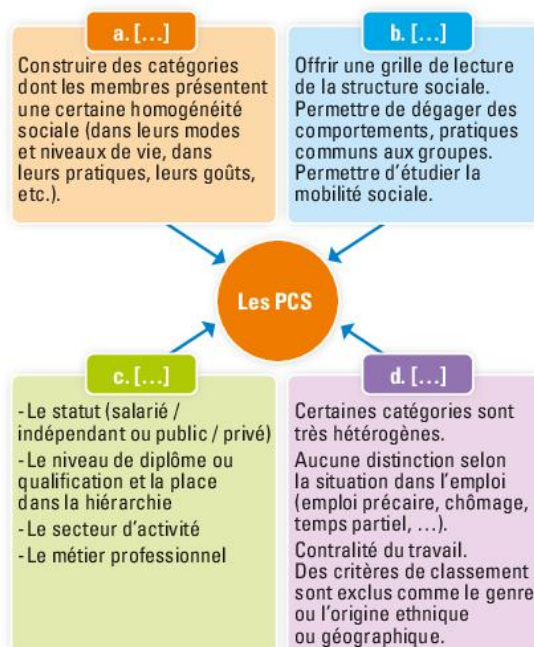 a. […]
Construire des catégories
dont les membres présentent
une certaine homogénéité
sociale (dans leurs modes
et niveaux de vie, dans
leurs pratiques, leurs goûts,
etc.).
b. […]
Offrir une grille de lecture
de la structure sociale.
Permettre de dégager des
comportements, pratiques
communs aux groupes.
Permettre d'étudier la
mobilité sociale.
Les PCS
c. […]
- Le statut (salarié /
indépendant ou public / privé)
- Le niveau de diplôme ou
qualification et la place
dans la hiérarchie
- Le secteur d'activité
- Le métier professionnel
d. […]
Certaines catégories sont
très hétérogènes.
Aucune distinction selon
la situation dans l'emploi
(emploi précaire, chômage,
temps partiel, …).
Contralité du travail.
Des critères de classement
sont exclus comme le genre
ou l'origine ethnique
ou géographique.